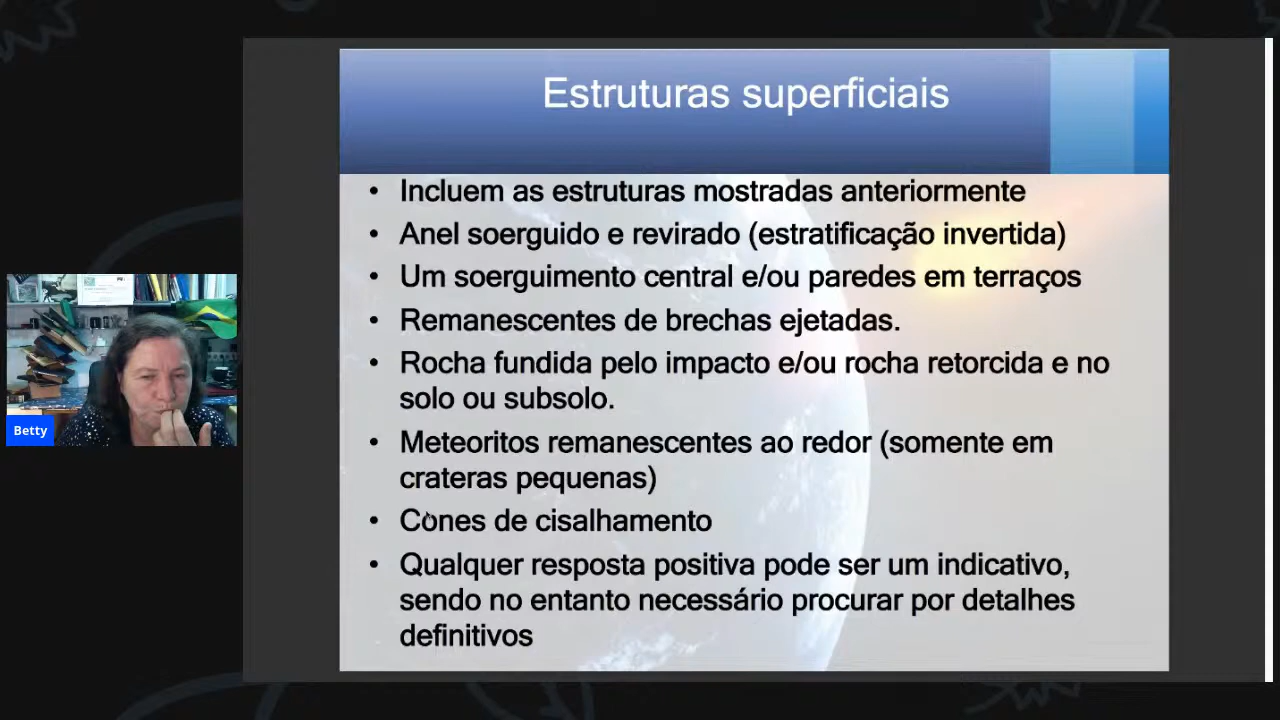 Estruturas superficiais
• Incluem as estruturas mostradas anteriormente
• Anel soerguido e revirado (estratificação invertida)
• Um soerguimento central e/ou paredes em terraços
• Remanescentes de brechas ejetadas.
• Rocha fundida pelo impacto e/ou rocha retorcida e no
solo ou subsolo.
• Meteoritos remanescentes ao redor (somente em
crateras pequenas)
• Cones de cisalhamento
• Qualquer resposta positiva pode ser um indicativo,
sendo no entanto necessário procurar por detalhes
definitivos
Betty